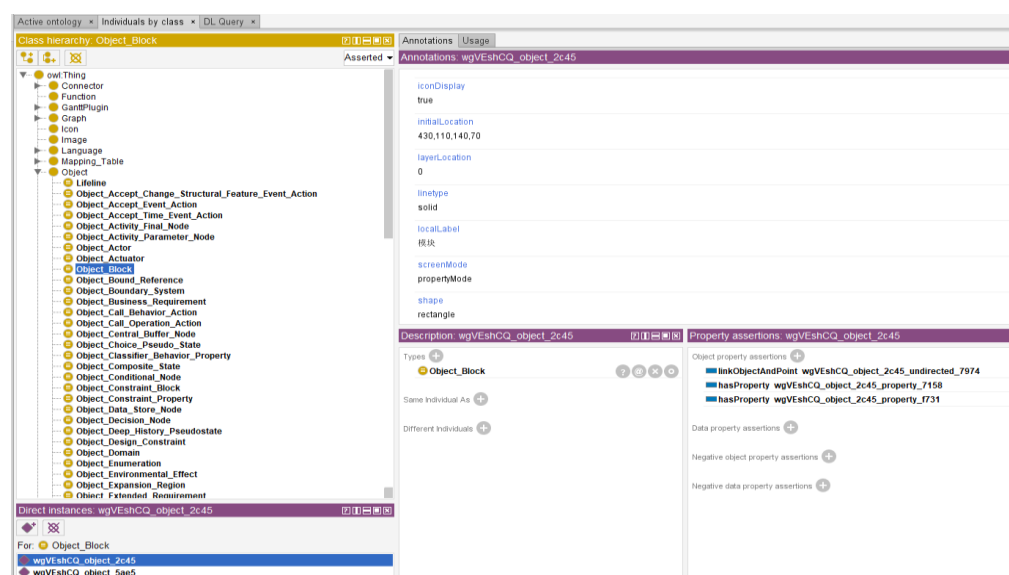 Active ontology × Individuals by class × DL Query ×
Class hierarchy: Object_Block
Asserted
owl:Thing
Connector
Function
GanttPlugin
Graph
Icon
Image
Language
Mapping_Table
Object
Lifeline
Object_Accept_Change_Structural_Feature_Event_Action
Object_Accept_Event_Action
Object_Accept_Time_Event_Action
Object_Activity_Final_Node
Object_Activity_Parameter_Node
Object_Actor
Object_Actuator
Object_Block
Object_Bound_Reference
Object_Boundary_System
Object_Business_Requirement
Object_Call_Behavior_Action
Object_Call_Operation_Action
Object_Central_Buffer_Node
Object_Choice_Pseudo_State
Object_Classifier_Behavior_Property
Object_Composite_State
Object_Conditional_Node
Object_Constraint_Block
Object_Constraint_Property
Object_Data_Store_Node
Object_Decision_Node
Object_Deep_History_Pseudostate
Object_Design_Constraint
Object_Domain
Object_Enumeration
Object_Environmental_Effect
Object_Expansion_Region
Object_Extended_Requirement
Direct instances: wgVEshCQ_object_2c45
For: Object_Block
wgVEshCQ_object_2c45
wgVEshCQ_object_5ae5
Annotations Usage
Annotations: wgVEshCQ_object_2c45
iconDisplay
true
initialLocation
430,110,140,70
layerLocation
0
linetype
solid
localLabel
模块
screenMode
propertyMode
shape
rectangle
Description: wgVEshCQ_object_2c45
Types
Object_Block
Same Individual As
Different Individuals
Property assertions: wgVEshCQ_object_2c45
Object property assertions
linkObjectAndPoint wgVEshCQ_object_2c45_undirected_7974
hasProperty wgVEshCQ_object_2c45_property_7158
hasProperty wgVEshCQ_object_2c45_property_f731
Data property assertions
Negative object property assertions
Negative data property assertions